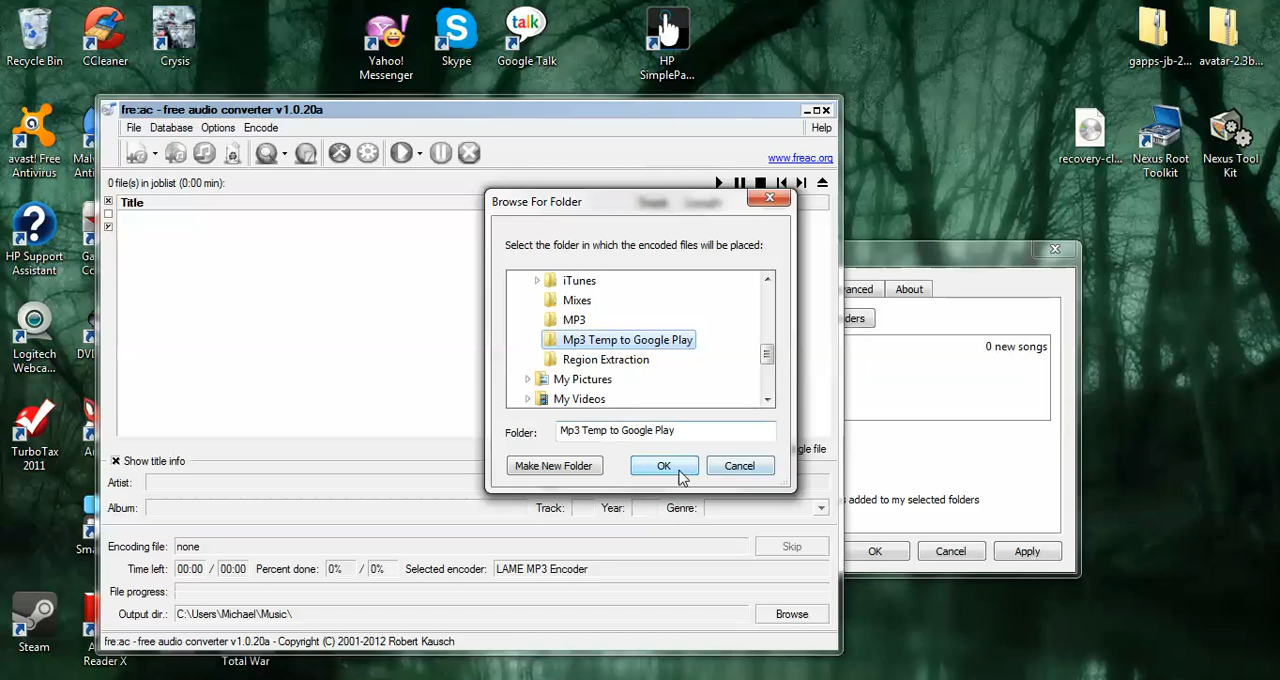 Recycle Bin
CCleaner
Crysis
Yahoo! Messenger
Skype
talk
Google Talk
HP SimplePa...
gapps-jb-2...
avatar-2.3b...
avast! Free Antivirus
HP Support Assistant
Logitech Webca...
TurboTax 2011
Steam
Reader X
Total War
recovery-cl...
Nexus Root Toolkit
Nexus Tool Kit
fre:ac - free audio converter v1.0.20a
File Database Options Encode Help
www.freac.org
0 file(s) in joblist (0:00 min):
Title
Browse For Folder
Select the folder in which the encoded files will be placed:
iTunes
Mixes
MP3
Mp3 Temp to Google Play
Region Extraction
My Pictures
My Videos
Folder: Mp3 Temp to Google Play
Make New Folder OK Cancel
Show title info
Artist:
Album: Track: Year: Genre:
Encoding file: none Skip
Time left: 00:00 / 00:00 Percent done: 0% / 0% Selected encoder: LAME MP3 Encoder
File progress:
Output dir.: C:\Users\Michael\Music\ Browse
fre:ac - free audio converter v1.0.20a - Copyright (C) 2001-2012 Robert Kausch
About
0 new songs
added to my selected folders
OK Cancel Apply